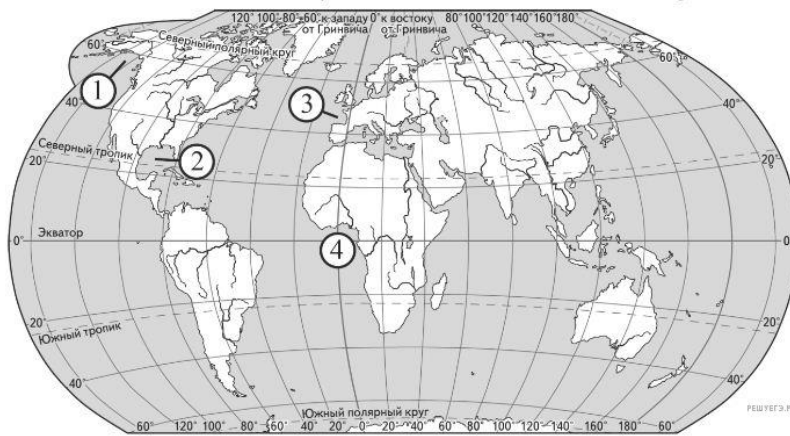 120° 100° 80° 60° к западу от Гринвича 0° к востоку от Гринвича 80° 100° 120° 140° 160° 180°
Северный полярный круг
60° 60°
1
3
40° 40°
Северный тропик
2
20° 20°
Экватор
4
0° 0°
20° 20°
Южный тропик
40° 40°
Южный полярный круг
60° 120° 100° 80° 60° 40° 20° 0° 20° 40° 60° 80° 100° 120° 140° 160° 180° 60°